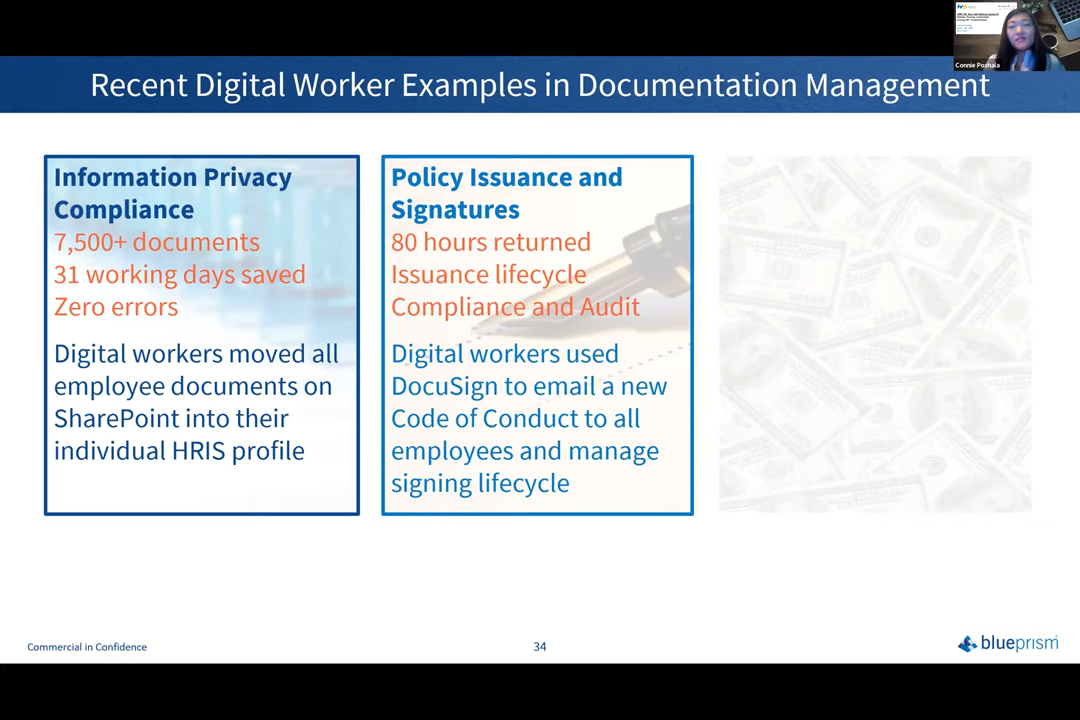 Connie Poshala
Recent Digital Worker Examples in Documentation Management
Information Privacy
Compliance
7,500+ documents
31 working days saved
Zero errors
Digital workers moved all
employee documents on
SharePoint into their
individual HRIS profile
Policy Issuance and
Signatures
80 hours returned
Issuance lifecycle
Compliance and Audit
Digital workers used
DocuSign to email a new
Code of Conduct to all
employees and manage
signing lifecycle
Commercial in Confidence
34
blueprism